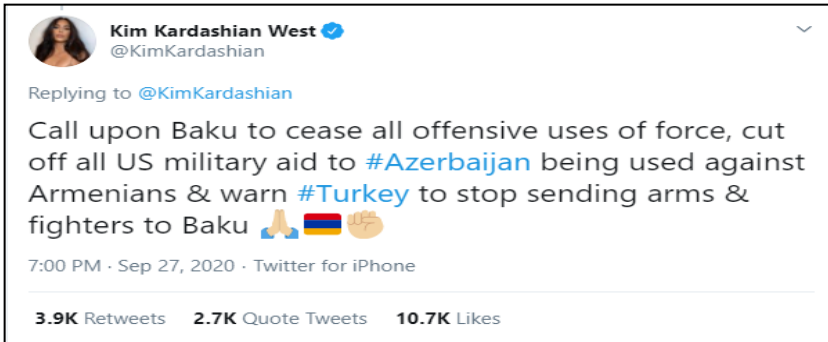 Kim Kardashian West
@KimKardashian
Replying to @KimKardashian
Call upon Baku to cease all offensive uses of force, cut
off all US military aid to #Azerbaijan being used against
Armenians & warn #Turkey to stop sending arms &
fighters to Baku 🙏🏼🇦🇲✊🏼
7:00 PM · Sep 27, 2020 · Twitter for iPhone
3.9K Retweets 2.7K Quote Tweets 10.7K Likes